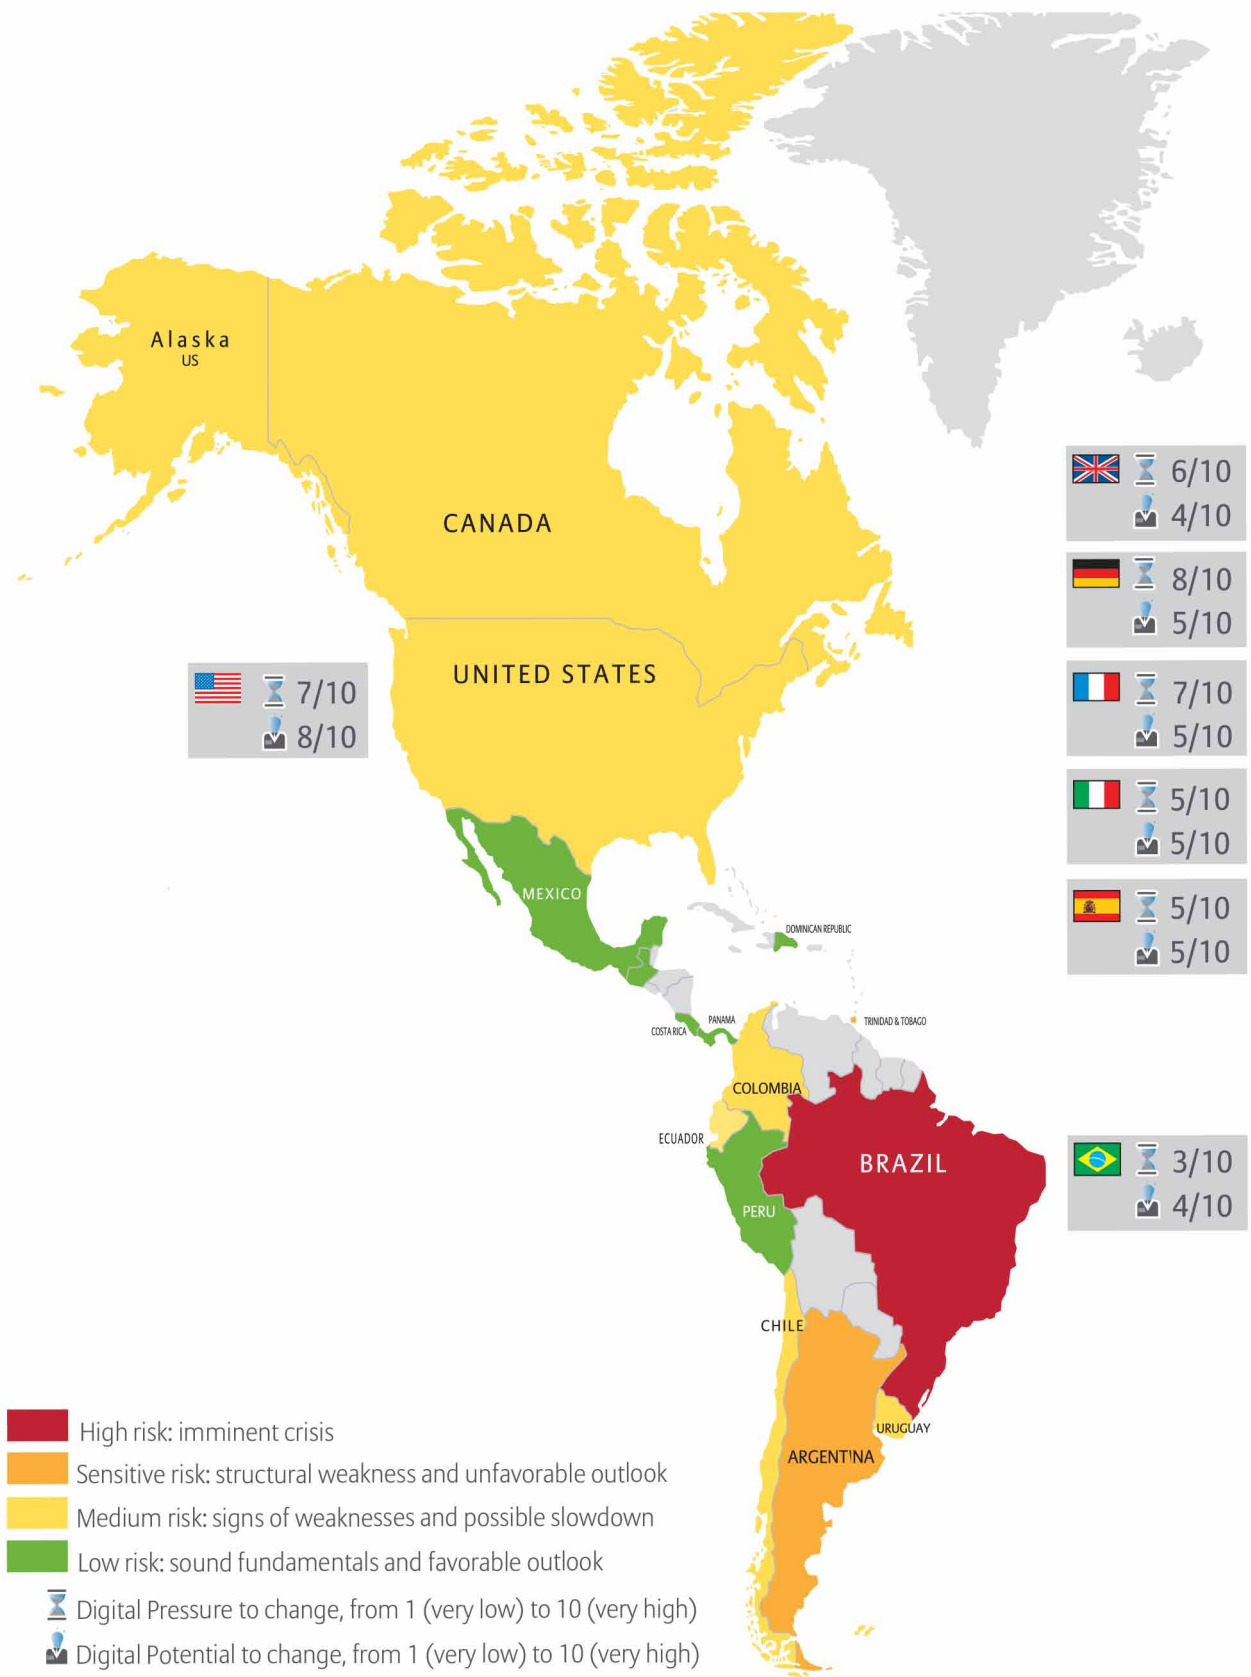 Alaska
US
CANADA
UNITED STATES
6/10
4/10
8/10
5/10
7/10
5/10
7/10
8/10
5/10
5/10
5/10
5/10
MEXICO
DOMINICAN REPUBLIC
COSTA RICA
PANAMA
TRINIDAD & TOBAGO
COLOMBIA
ECUADOR
BRAZIL
3/10
4/10
PERU
CHILE
URUGUAY
ARGENTINA
High risk: imminent crisis
Sensitive risk: structural weakness and unfavorable outlook
Medium risk: signs of weaknesses and possible slowdown
Low risk: sound fundamentals and favorable outlook
Digital Pressure to change, from 1 (very low) to 10 (very high)
Digital Potential to change, from 1 (very low) to 10 (very high)